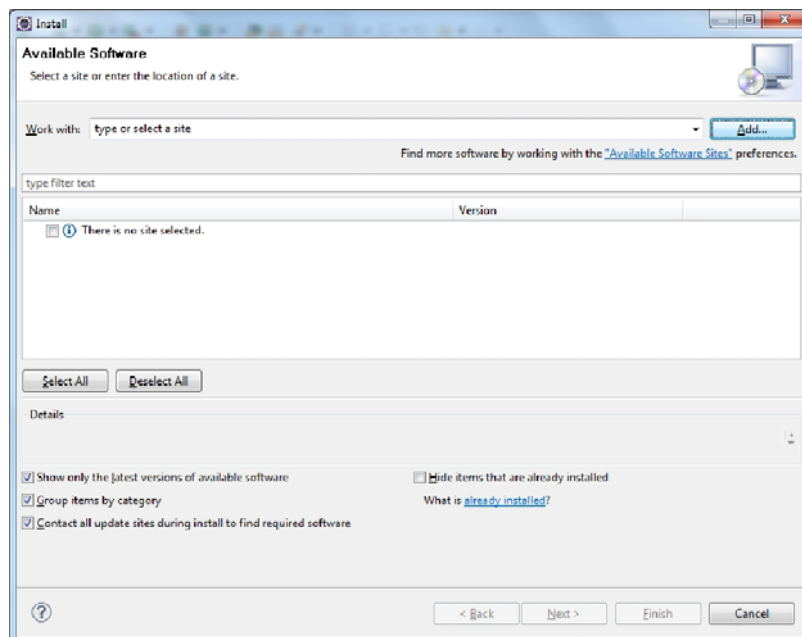 Install
Available Software
Select a site or enter the location of a site.
Work with: type or select a site Add...
Find more software by working with the "Available Software Sites" preferences.
type filter text
Name Version
There is no site selected.
Select All Deselect All
Details
Show only the latest versions of available software Hide items that are already installed
Group items by category What is already installed?
Contact all update sites during install to find required software
? < Back Next > Finish Cancel